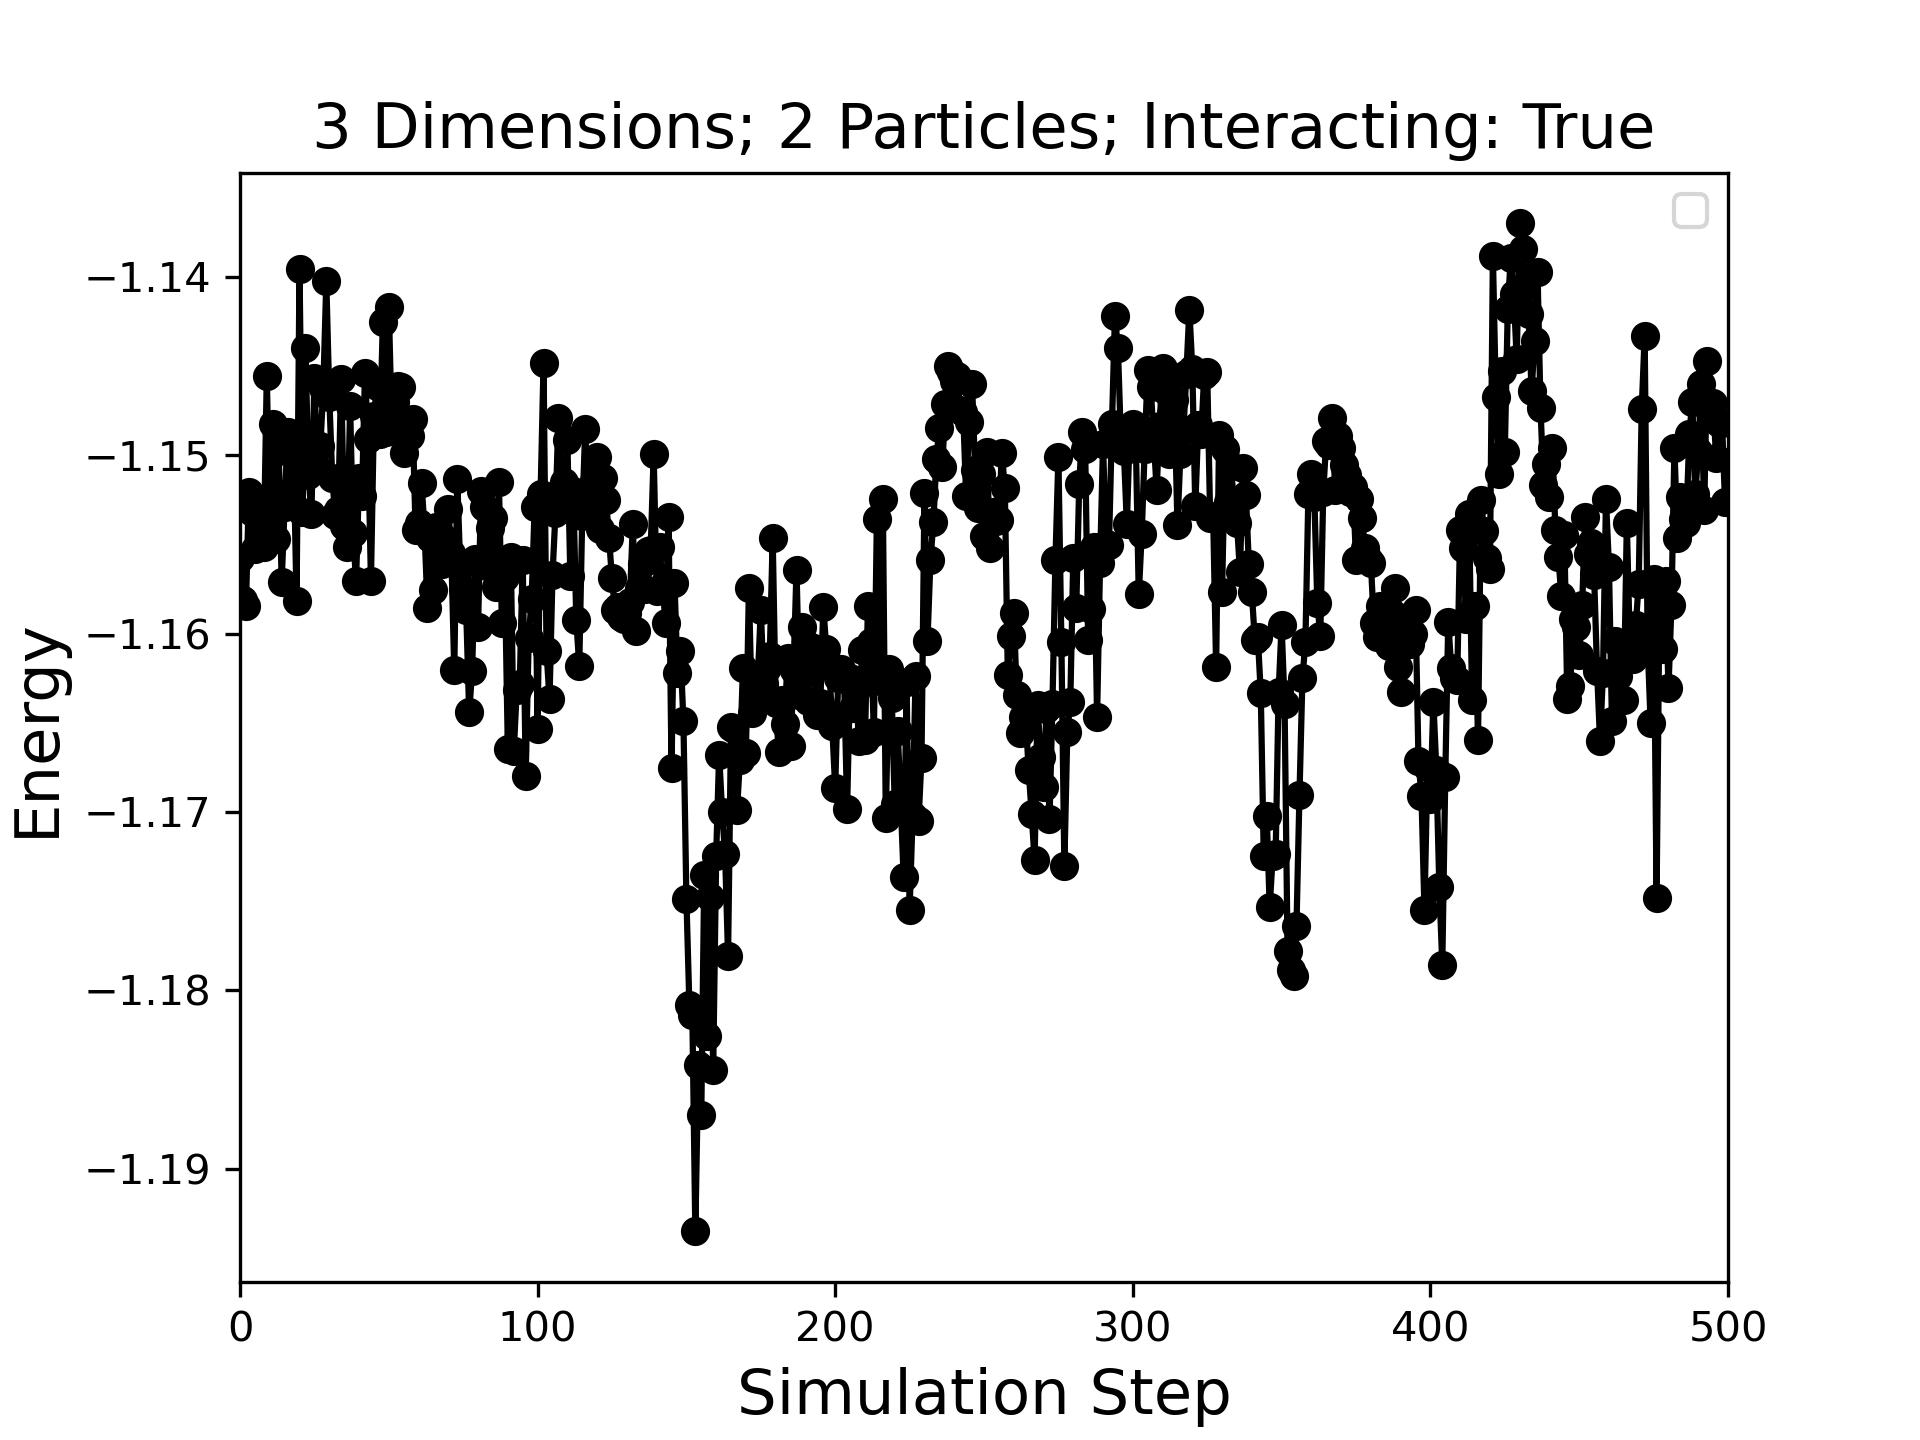 3 Dimensions; 2 Particles; Interacting: True
Energy
−1.14
−1.15
−1.16
−1.17
−1.18
−1.19
0 100 200 300 400 500
Simulation Step